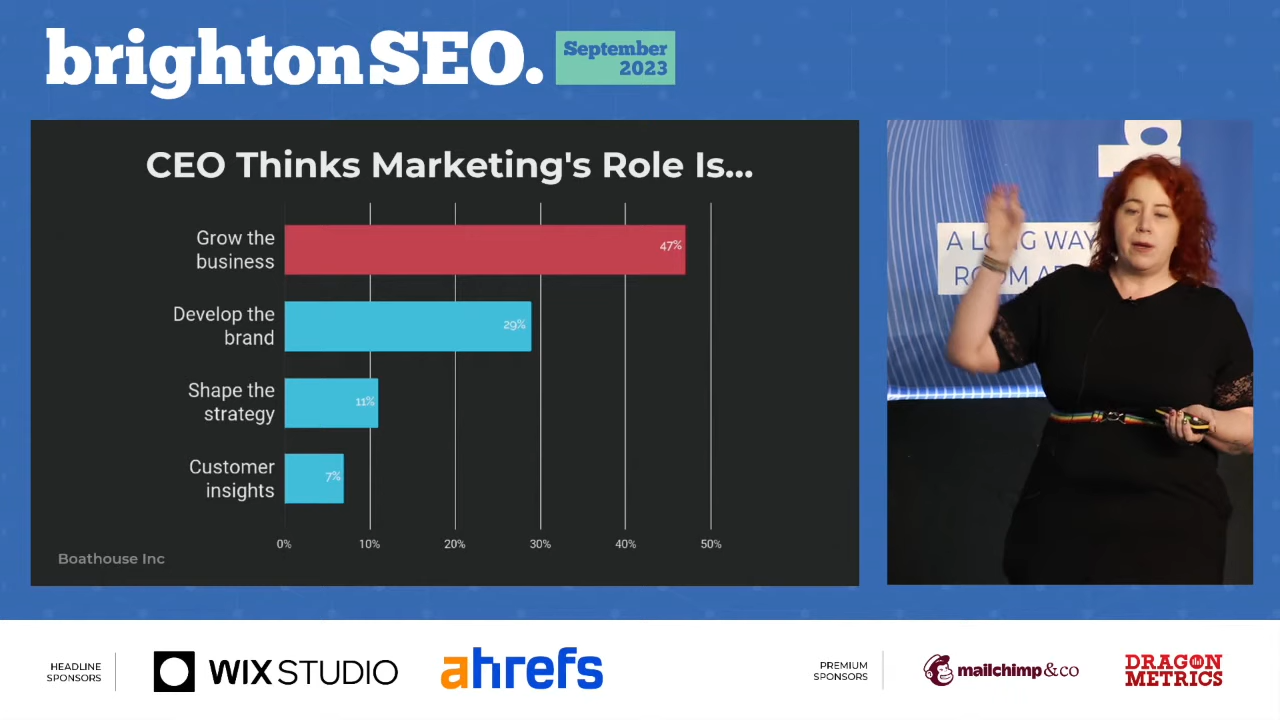 brightonSEO.
September
2023
CEO Thinks Marketing's Role Is...
Grow the
business
47%
Develop the
brand
29%
Shape the
strategy
11%
Customer
insights
7%
0% 10% 20% 30% 40% 50%
Boathouse Inc
A LONG WAY
ROOM
HEADLINE
SPONSORS
WIX STUDIO
ahrefs
PREMIUM
SPONSORS
mailchimp&co
DRAGON
METRICS